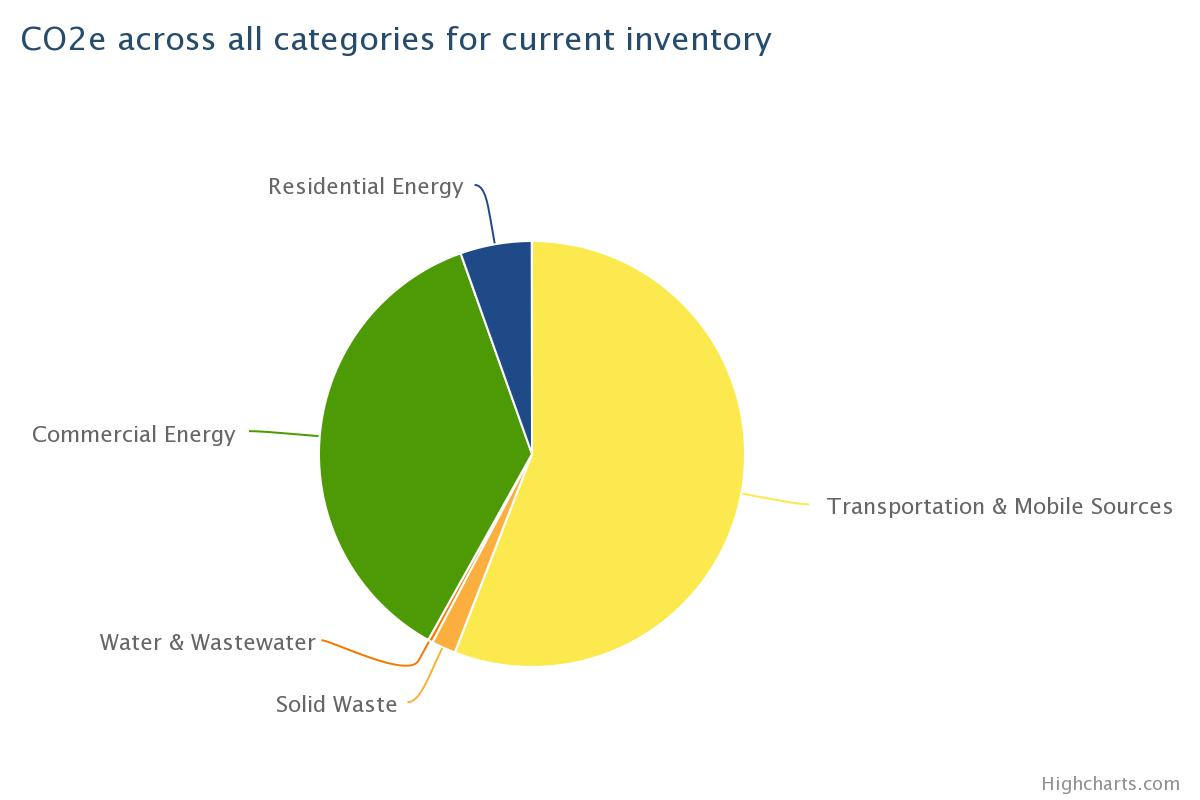 CO2e across all categories for current inventory
Residential Energy
Commercial Energy
Transportation & Mobile Sources
Water & Wastewater
Solid Waste
Highcharts.com